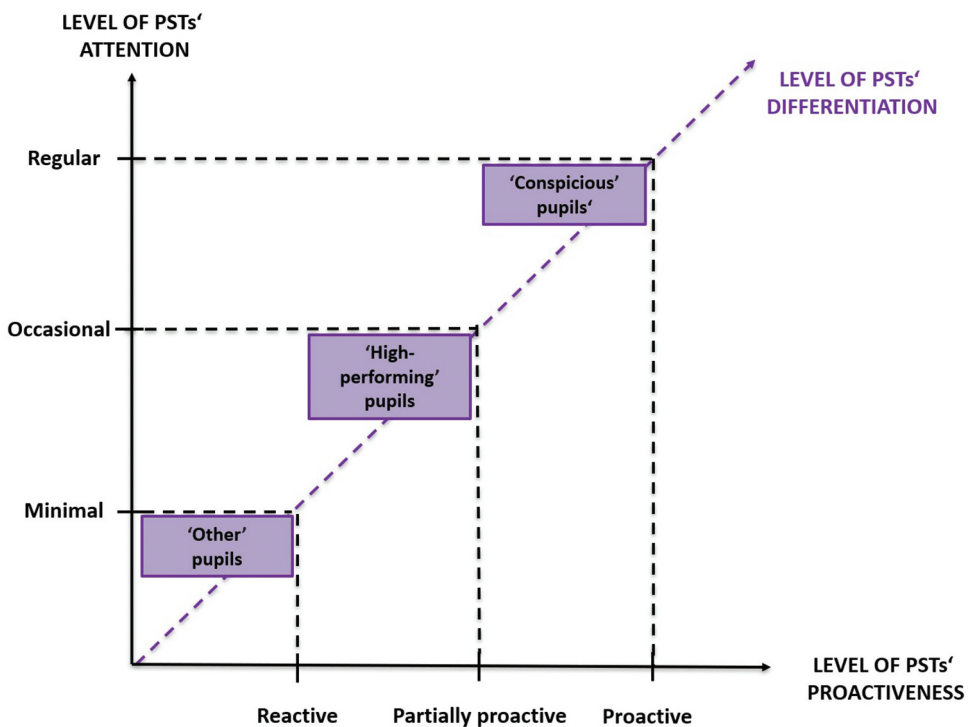 LEVEL OF PSTs‘
ATTENTION
LEVEL OF PSTs‘
DIFFERENTIATION
Regular
‘Conspicious’
pupils‘
Occasional
‘High-
performing’
pupils
Minimal
‘Other’
pupils
LEVEL OF PSTs‘
PROACTIVENESS
Reactive
Partially proactive
Proactive